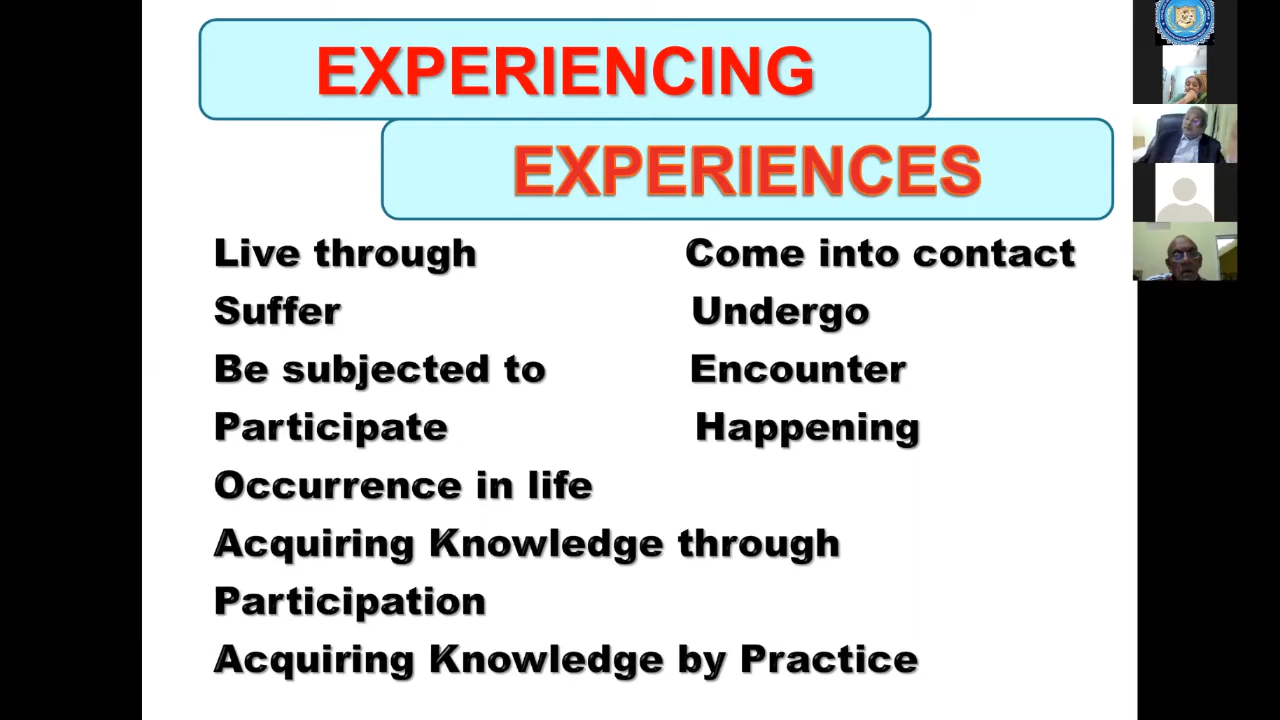 EXPERIENCING
EXPERIENCES
Live through Come into contact
Suffer Undergo
Be subjected to Encounter
Participate Happening
Occurrence in life
Acquiring Knowledge through
Participation
Acquiring Knowledge by Practice